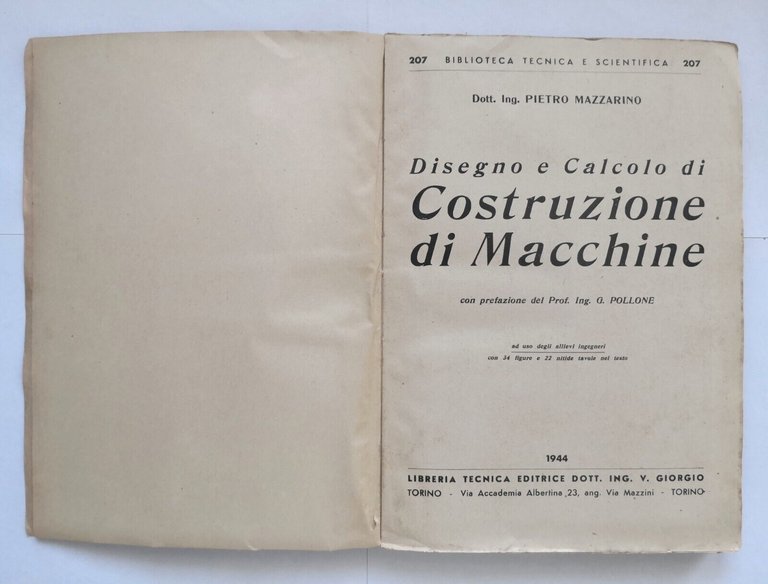 207 BIBLIOTECA TECNICA E SCIENTIFICA 207
Dott. Ing. PIETRO MAZZARINO
Disegno e Calcolo di
Costruzione
di Macchine
con prefazione del Prof. Ing. G. POLLONE
ad uso degli allievi ingegneri
con 34 figure e 22 nitide tavole nel testo
1944
LIBRERIA TECNICA EDITRICE DOTT. ING. V. GIORGIO
TORINO - Via Accademia Albertina 23, ang. Via Mazzini - TORINO